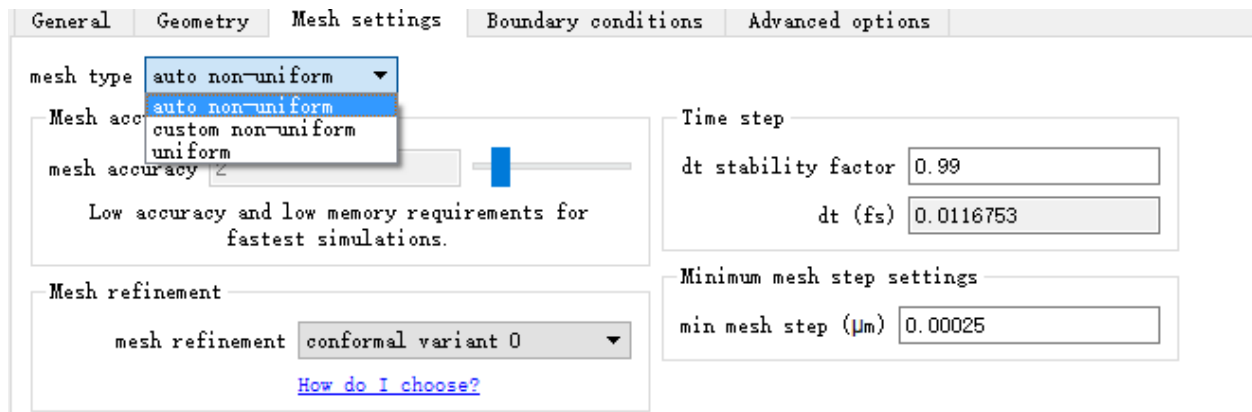 General Geometry Mesh settings Boundary conditions Advanced options
mesh type auto non-uniform
auto non-uniform
custom non-uniform
uniform
Mesh acc
mesh accuracy 2
Low accuracy and low memory requirements for
fastest simulations.
Mesh refinement
mesh refinement conformal variant 0
How do I choose?
Time step
dt stability factor 0.99
dt (fs) 0.0116753
Minimum mesh step settings
min mesh step (μm) 0.00025